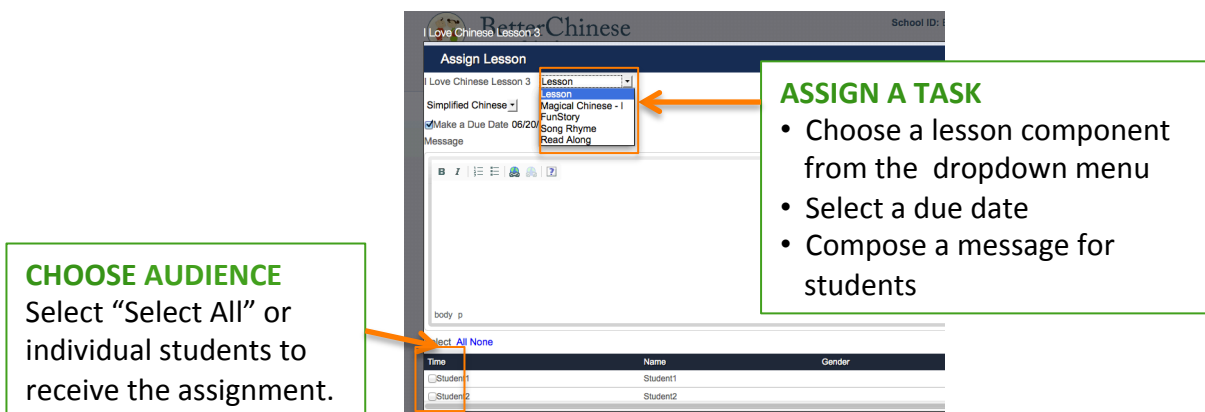 BetterChinese
School ID:
I Love Chinese Lesson 3
Assign Lesson
I Love Chinese Lesson 3 Lesson
Lesson
Magical Chinese - I
FunStory
Song Rhyme
Read Along
Simplified Chinese
Make a Due Date 06/20/
Message
B I
body p
Select All None
Time Name Gender
Student1 Student1
Student2 Student2
ASSIGN A TASK
• Choose a lesson component
from the dropdown menu
• Select a due date
• Compose a message for
students
CHOOSE AUDIENCE
Select “Select All” or
individual students to
receive the assignment.